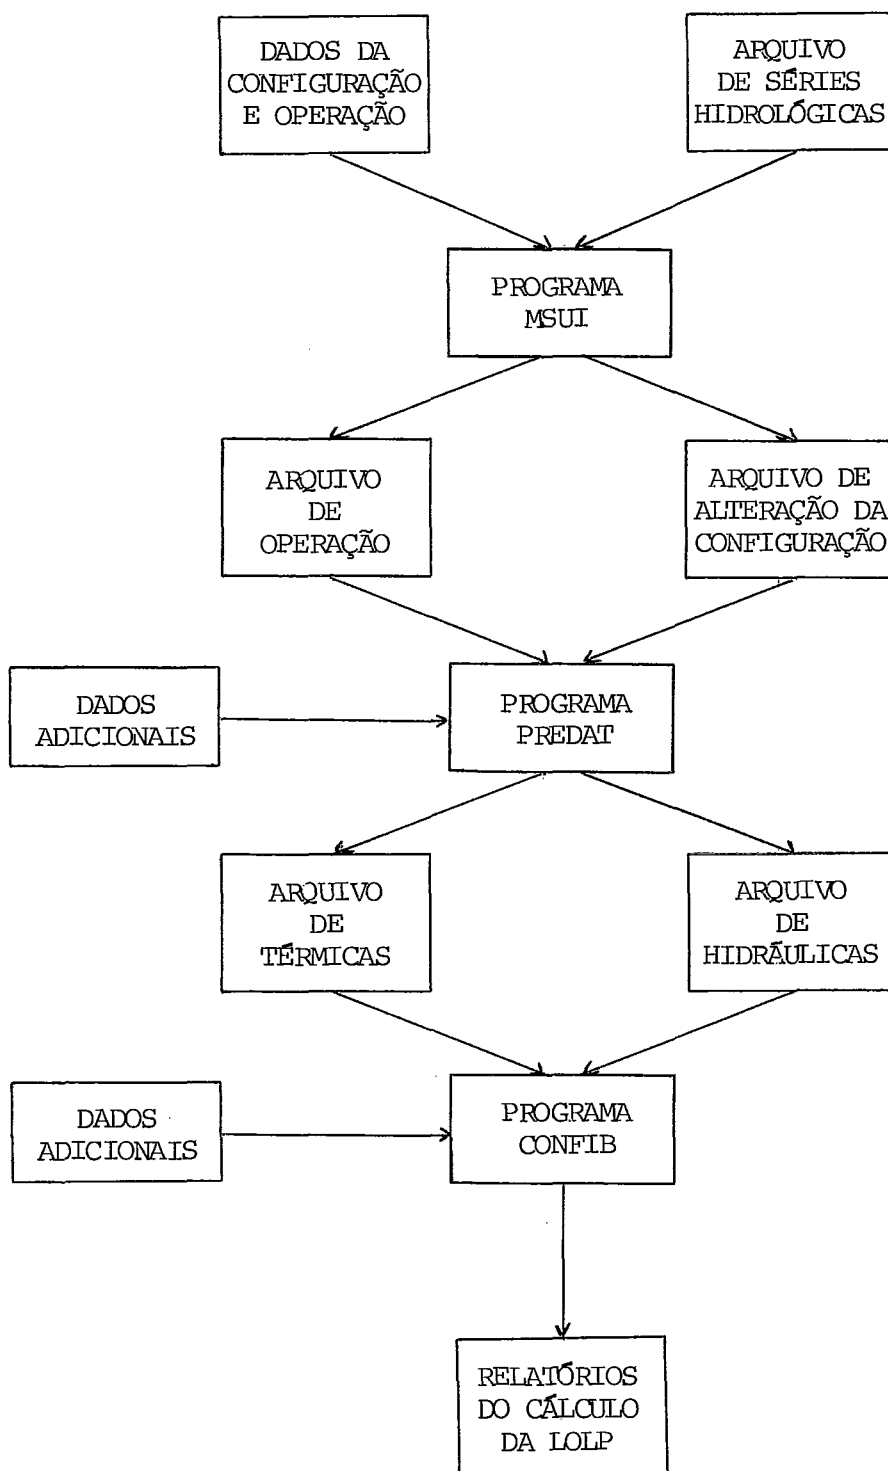 DADOS DA
CONFIGURAÇÃO
E OPERAÇÃO
ARQUIVO
DE SÉRIES
HIDROLÓGICAS
PROGRAMA
MSUI
ARQUIVO
DE
OPERAÇÃO
ARQUIVO DE
ALTERAÇÃO DA
CONFIGURAÇÃO
DADOS
ADICIONAIS
PROGRAMA
PREDAT
ARQUIVO
DE
TÉRMICAS
ARQUIVO
DE
HIDRÁULICAS
DADOS
ADICIONAIS
PROGRAMA
CONFIB
RELATÓRIOS
DO CÁLCULO
DA LOLP